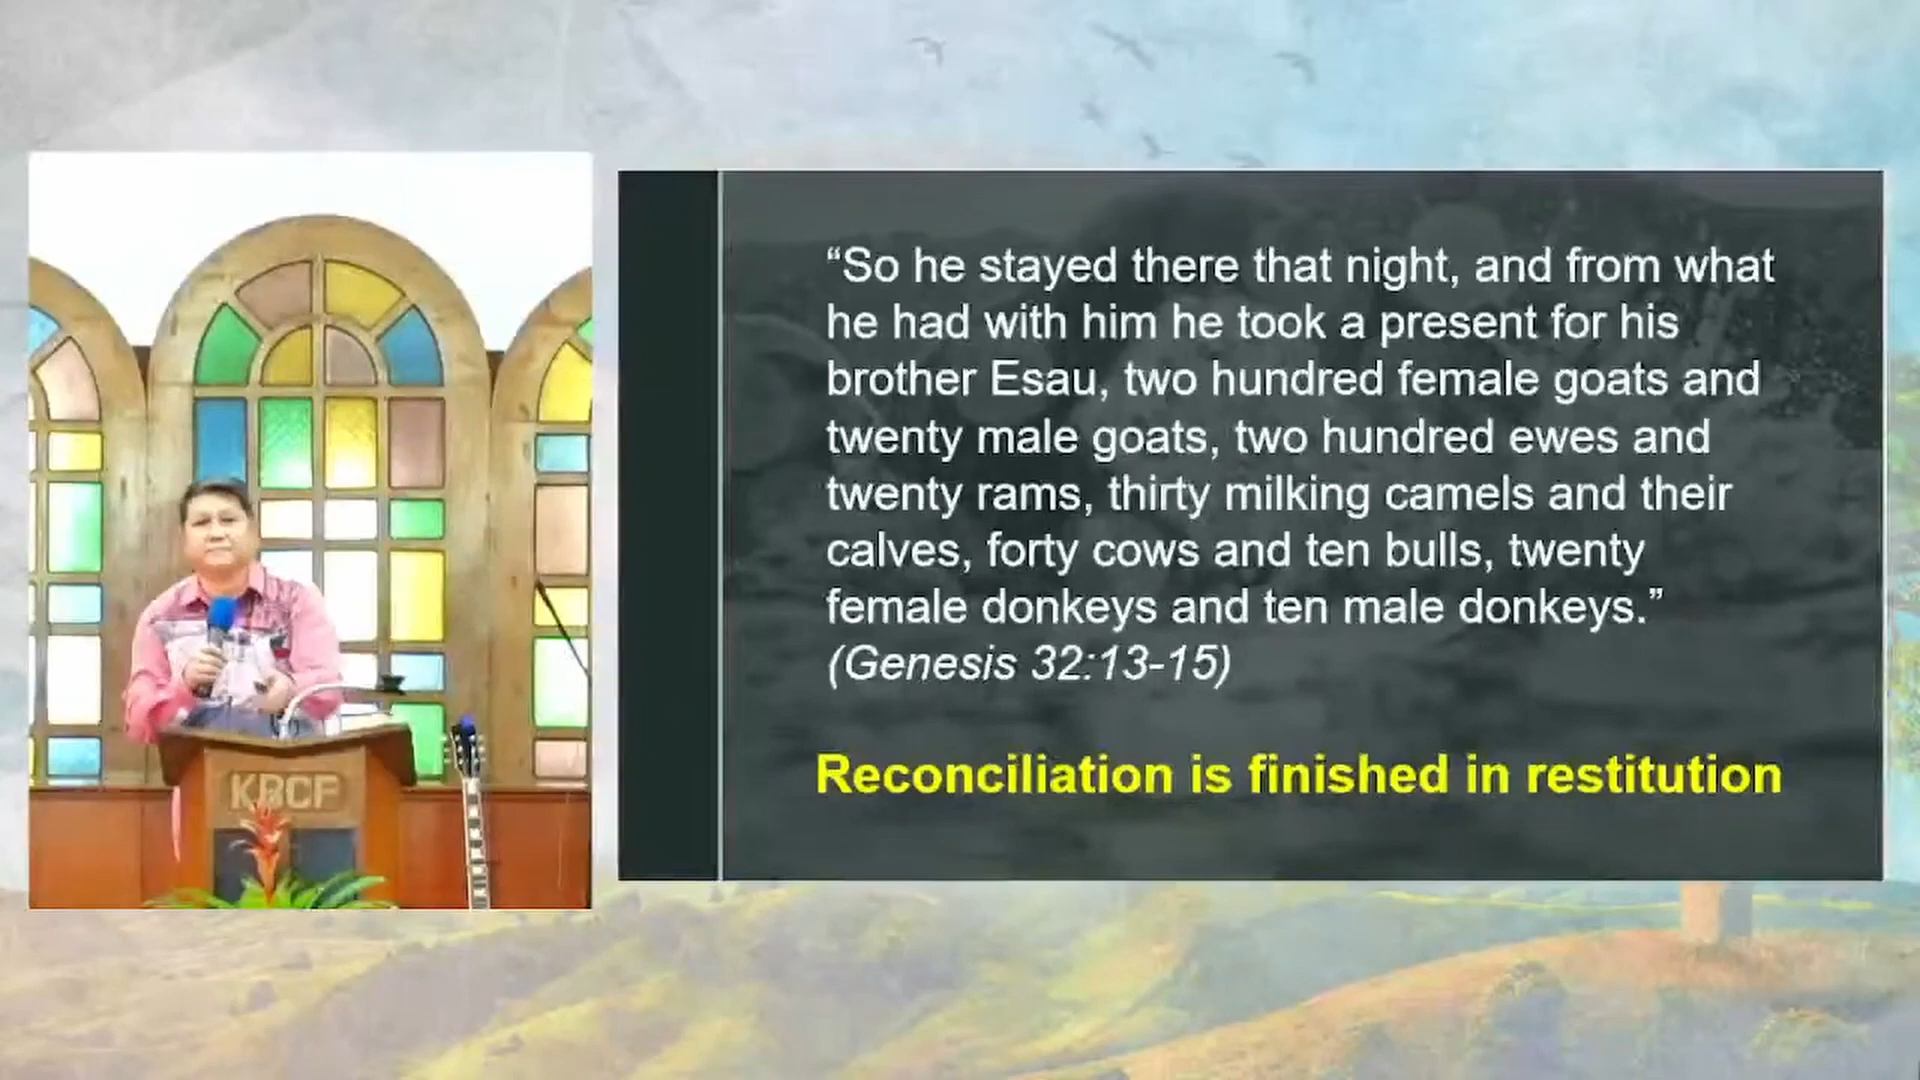 “So he stayed there that night, and from what
he had with him he took a present for his
brother Esau, two hundred female goats and
twenty male goats, two hundred ewes and
twenty rams, thirty milking camels and their
calves, forty cows and ten bulls, twenty
female donkeys and ten male donkeys.”
(Genesis 32:13-15)
Reconciliation is finished in restitution
KBCF